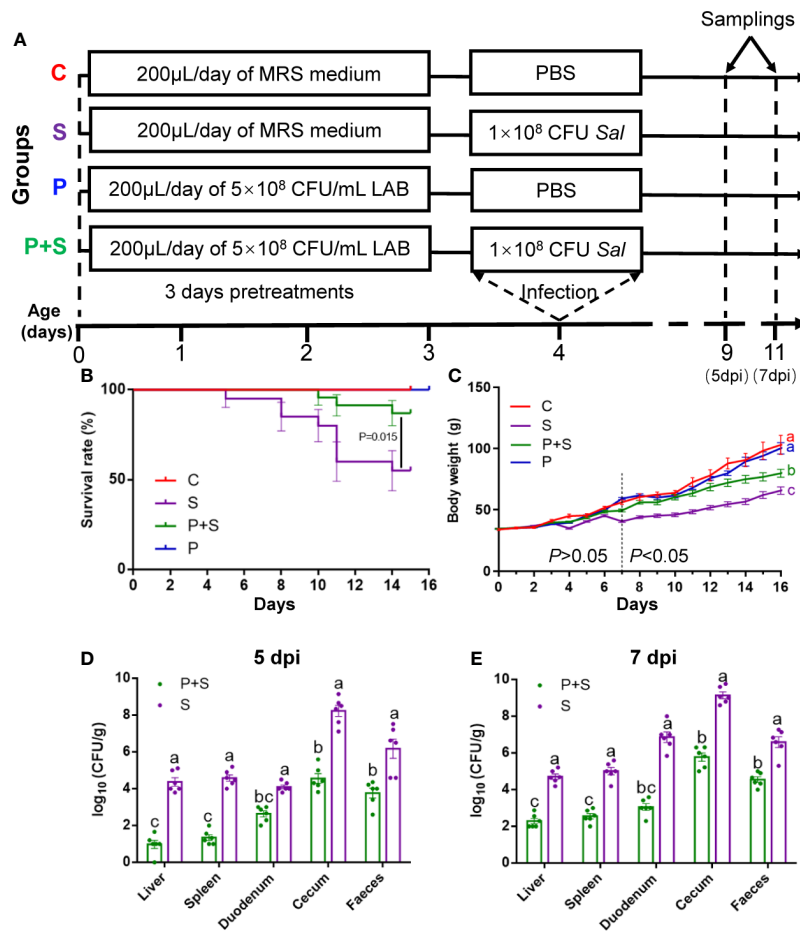 A
Samplings
Groups
C
200μL/day of MRS medium
PBS
S
200μL/day of MRS medium
1×10⁸ CFU Sal
P
200μL/day of 5×10⁸ CFU/mL LAB
PBS
P+S
200μL/day of 5×10⁸ CFU/mL LAB
1×10⁸ CFU Sal
3 days pretreatments
Infection
Age
(days)
0 1 2 3 4 9 11
(5dpi) (7dpi)
B
Survival rate (%)
100
50
0
P=0.015
C
S
P+S
P
0 2 4 6 8 10 12 14 16
Days
C
Body weight (g)
150
100
50
0
C
S
P+S
P
a
a
b
c
P>0.05 P<0.05
0 2 4 6 8 10 12 14 16
Days
D
5 dpi
log10 (CFU/g)
10
8
6
4
2
0
P+S
S
c a c a bc a b a b a
Liver Spleen Duodenum Cecum Faeces
E
7 dpi
log10 (CFU/g)
10
8
6
4
2
0
P+S
S
c a c a bc a b a b a
Liver Spleen Duodenum Cecum Faeces